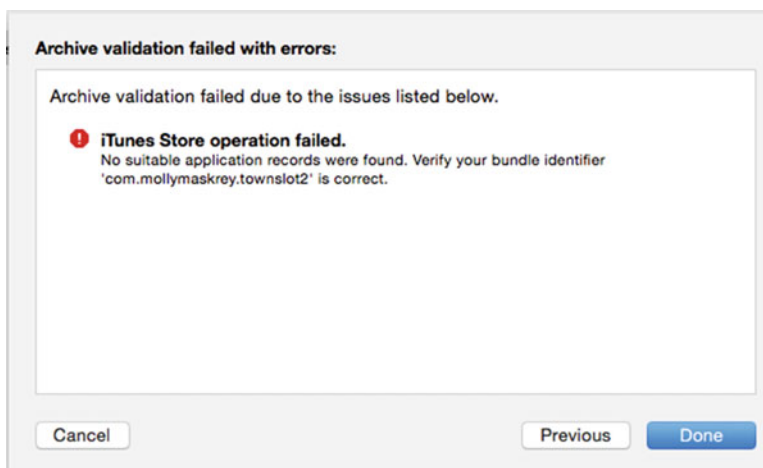 Archive validation failed with errors:
Archive validation failed due to the issues listed below.
iTunes Store operation failed.
No suitable application records were found. Verify your bundle identifier
'com.mollymaskrey.townslot2' is correct.
Cancel
Previous
Done